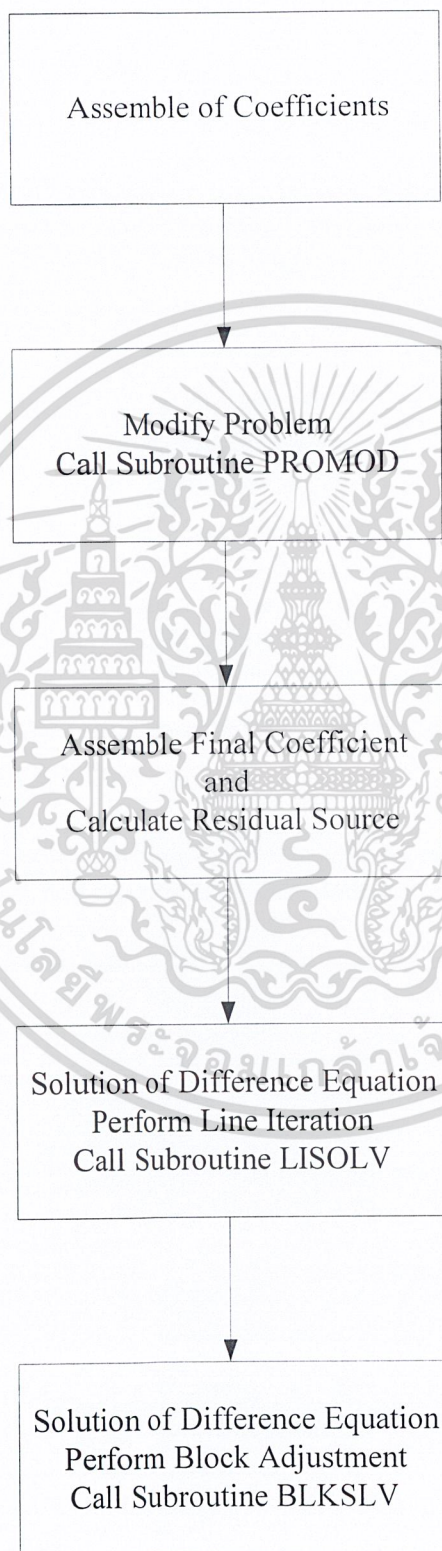 Assemble of Coefficients
Modify Problem
Call Subroutine PROMOD
Assemble Final Coefficient
and
Calculate Residual Source
Solution of Difference Equation
Perform Line Iteration
Call Subroutine LISOLV
Solution of Difference Equation
Perform Block Adjustment
Call Subroutine BLKSLV